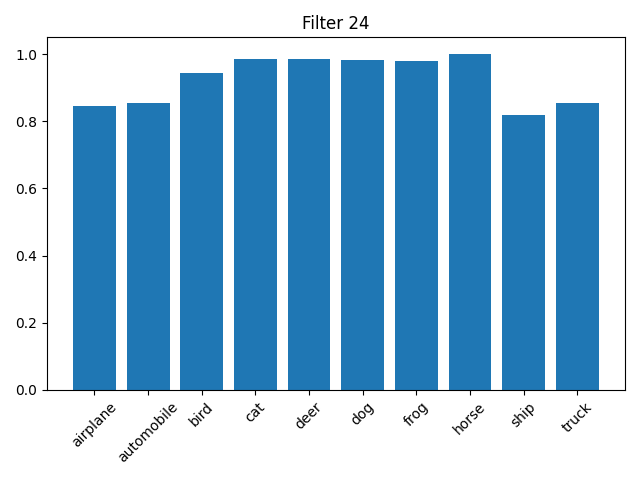 Filter 24
1.0
0.8
0.6
0.4
0.2
0.0
airplane
automobile
bird
cat
deer
dog
frog
horse
ship
truck